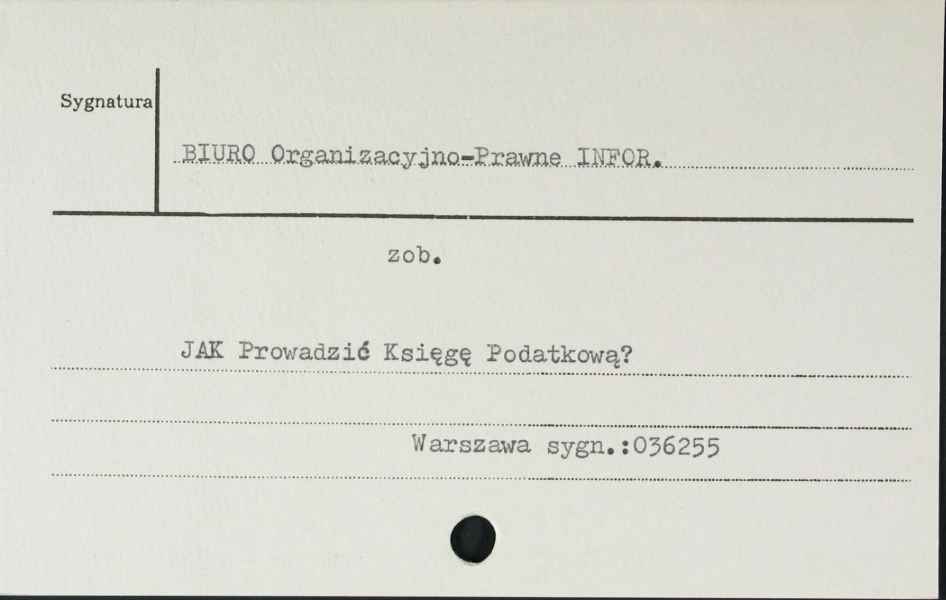 Sygnatura
BIURO Organizacyjno-Prawne INFOR.
zob.
JAK Prowadzić Księgę Podatkową?
Warszawa sygn.:036255